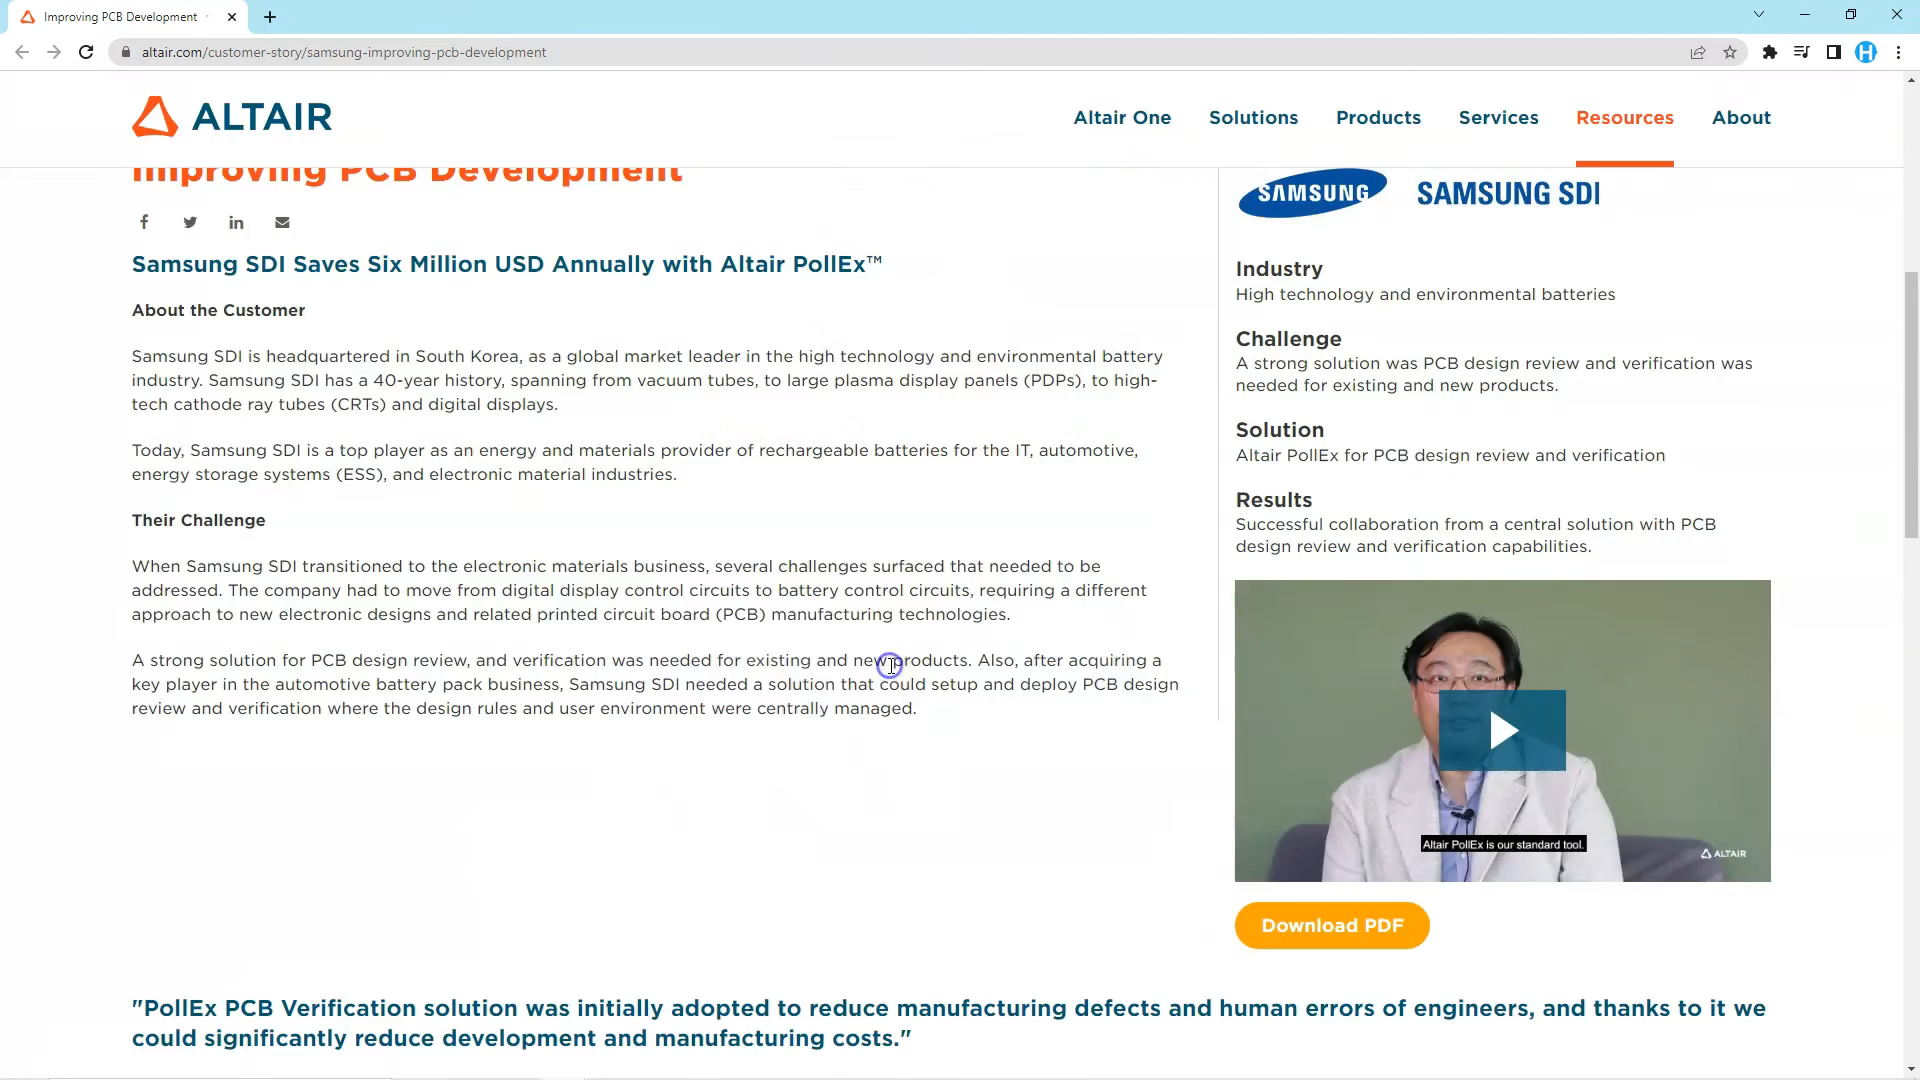 Improving PCB Development
altair.com/customer-story/samsung-improving-pcb-development
H
ALTAIR
Altair One
Solutions
Products
Services
Resources
About
Improving PCB Development
SAMSUNG
SAMSUNG SDI
Samsung SDI Saves Six Million USD Annually with Altair PollEx™
About the Customer
Samsung SDI is headquartered in South Korea, as a global market leader in the high technology and environmental battery
industry. Samsung SDI has a 40-year history, spanning from vacuum tubes, to large plasma display panels (PDPs), to high-
tech cathode ray tubes (CRTs) and digital displays.
Today, Samsung SDI is a top player as an energy and materials provider of rechargeable batteries for the IT, automotive,
energy storage systems (ESS), and electronic material industries.
Their Challenge
When Samsung SDI transitioned to the electronic materials business, several challenges surfaced that needed to be
addressed. The company had to move from digital display control circuits to battery control circuits, requiring a different
approach to new electronic designs and related printed circuit board (PCB) manufacturing technologies.
A strong solution for PCB design review, and verification was needed for existing and new products. Also, after acquiring a
key player in the automotive battery pack business, Samsung SDI needed a solution that could setup and deploy PCB design
review and verification where the design rules and user environment were centrally managed.
Industry
High technology and environmental batteries
Challenge
A strong solution was PCB design review and verification was
needed for existing and new products.
Solution
Altair PollEx for PCB design review and verification
Results
Successful collaboration from a central solution with PCB
design review and verification capabilities.
Altair PollEx is our standard tool.
ALTAIR
Download PDF
"PollEx PCB Verification solution was initially adopted to reduce manufacturing defects and human errors of engineers, and thanks to it we
could significantly reduce development and manufacturing costs."